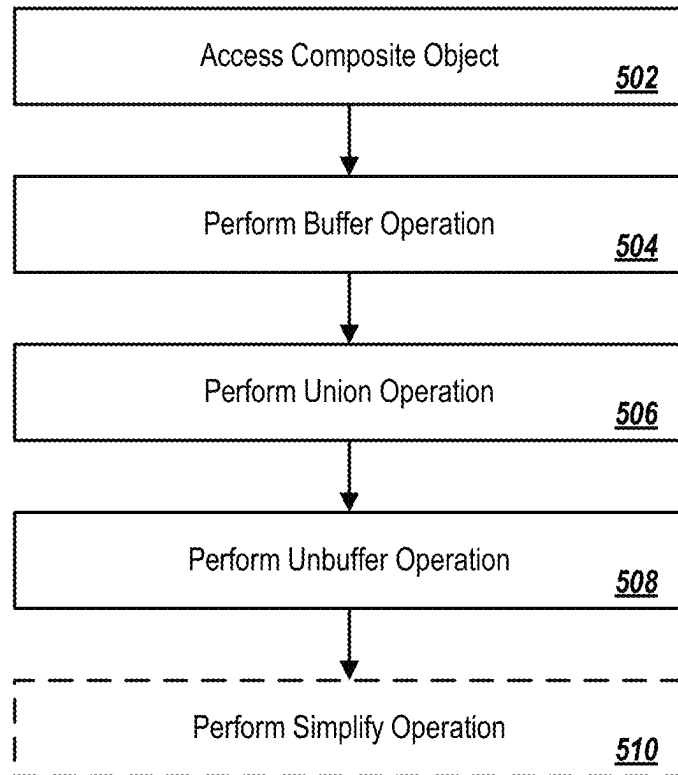 Access Composite Object
502
Perform Buffer Operation
504
Perform Union Operation
506
Perform Unbuffer Operation
508
Perform Simplify Operation
510